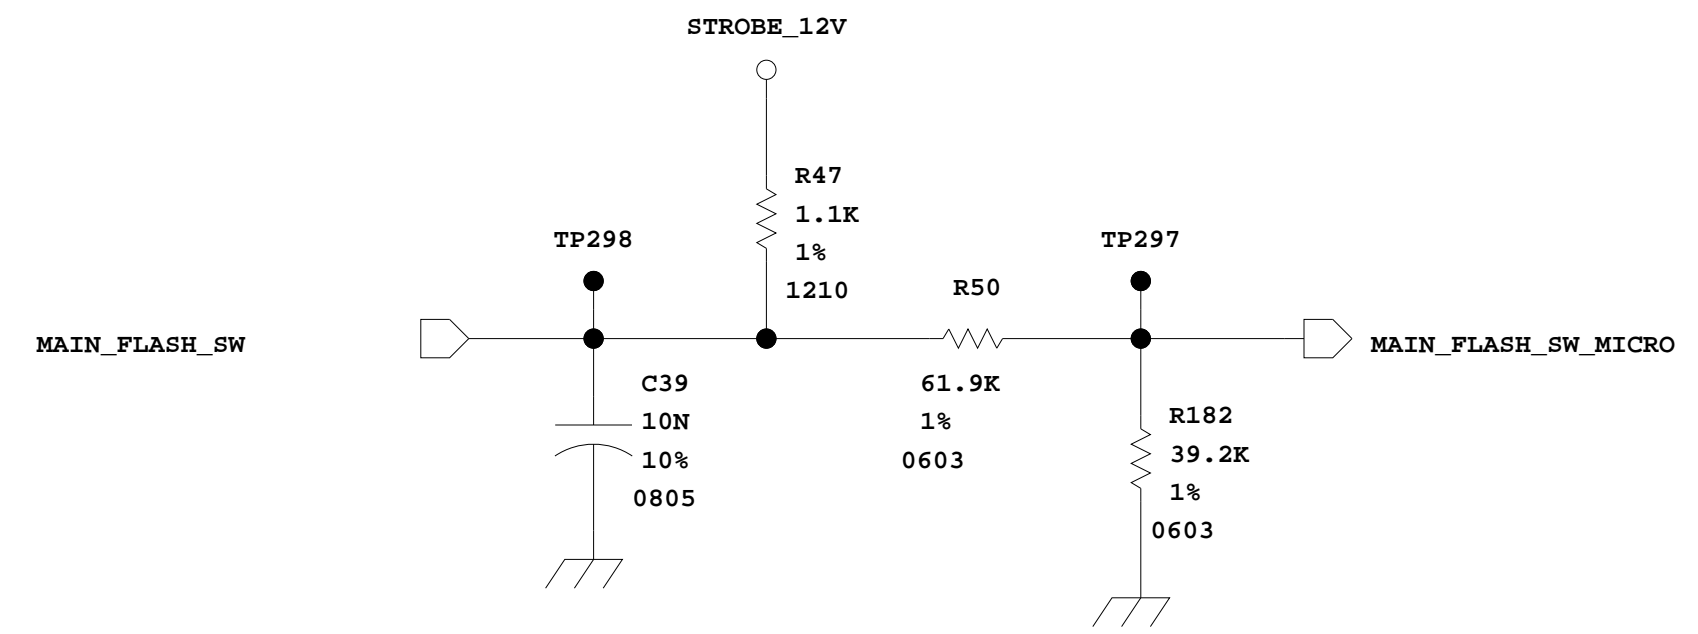 STROBE_12V
R47
1.1K
1%
1210
TP298
TP297
R50
MAIN_FLASH_SW
MAIN_FLASH_SW_MICRO
C39
10N
10%
0805
61.9K
1%
0603
R182
39.2K
1%
0603